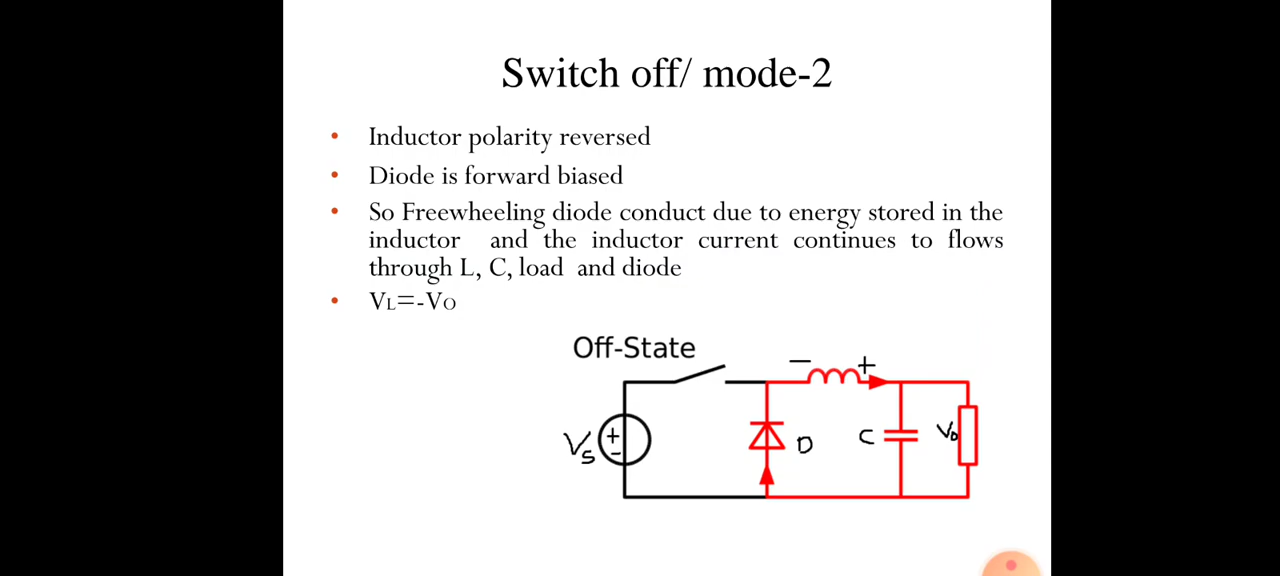 Switch off/ mode-2
• Inductor polarity reversed
• Diode is forward biased
• So Freewheeling diode conduct due to energy stored in the
inductor and the inductor current continues to flows
through L, C, load and diode
• VL=-VO
Off-State
− +
VS + - D C Vo